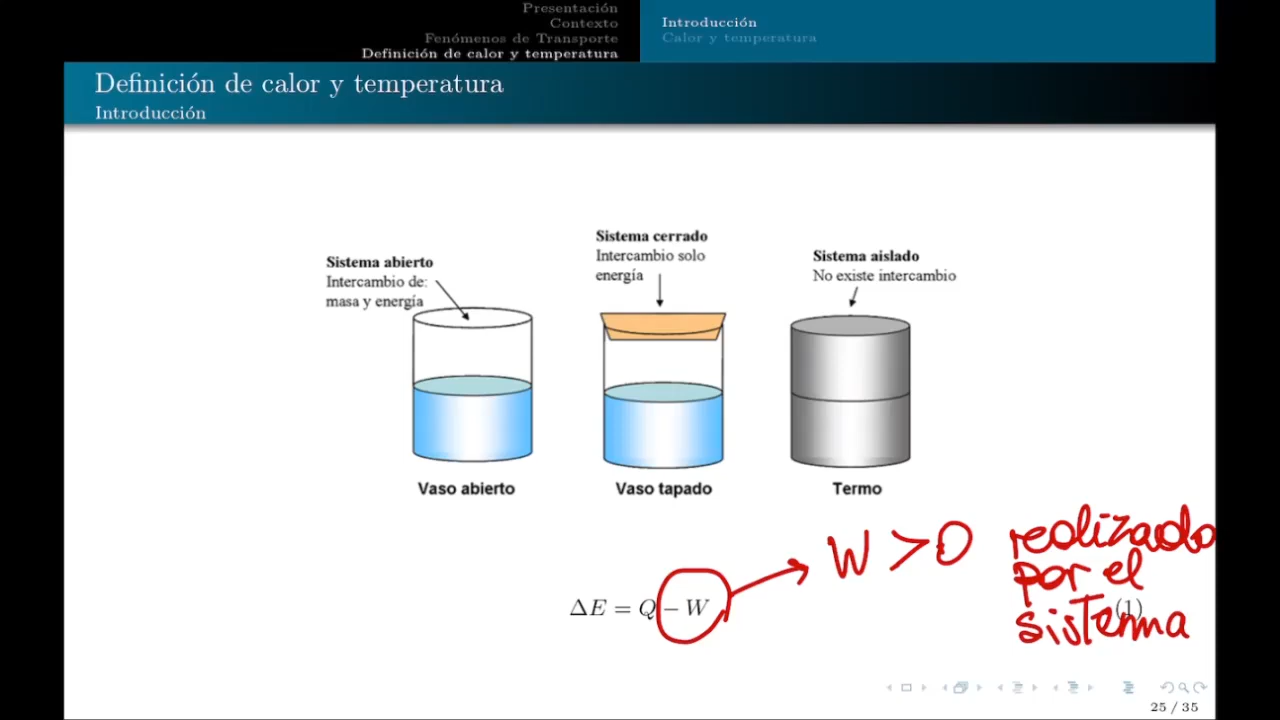 Presentación
Contexto
Fenómenos de Transporte
Definición de calor y temperatura
Introducción
Calor y temperatura
Definición de calor y temperatura
Introducción
Sistema abierto
Intercambio de:
masa y energía
Sistema cerrado
Intercambio solo
energía
Sistema aislado
No existe intercambio
Vaso abierto
Vaso tapado
Termo
ΔE = Q − W
(1)
W > 0
realizado
por el
sistema
25 / 35